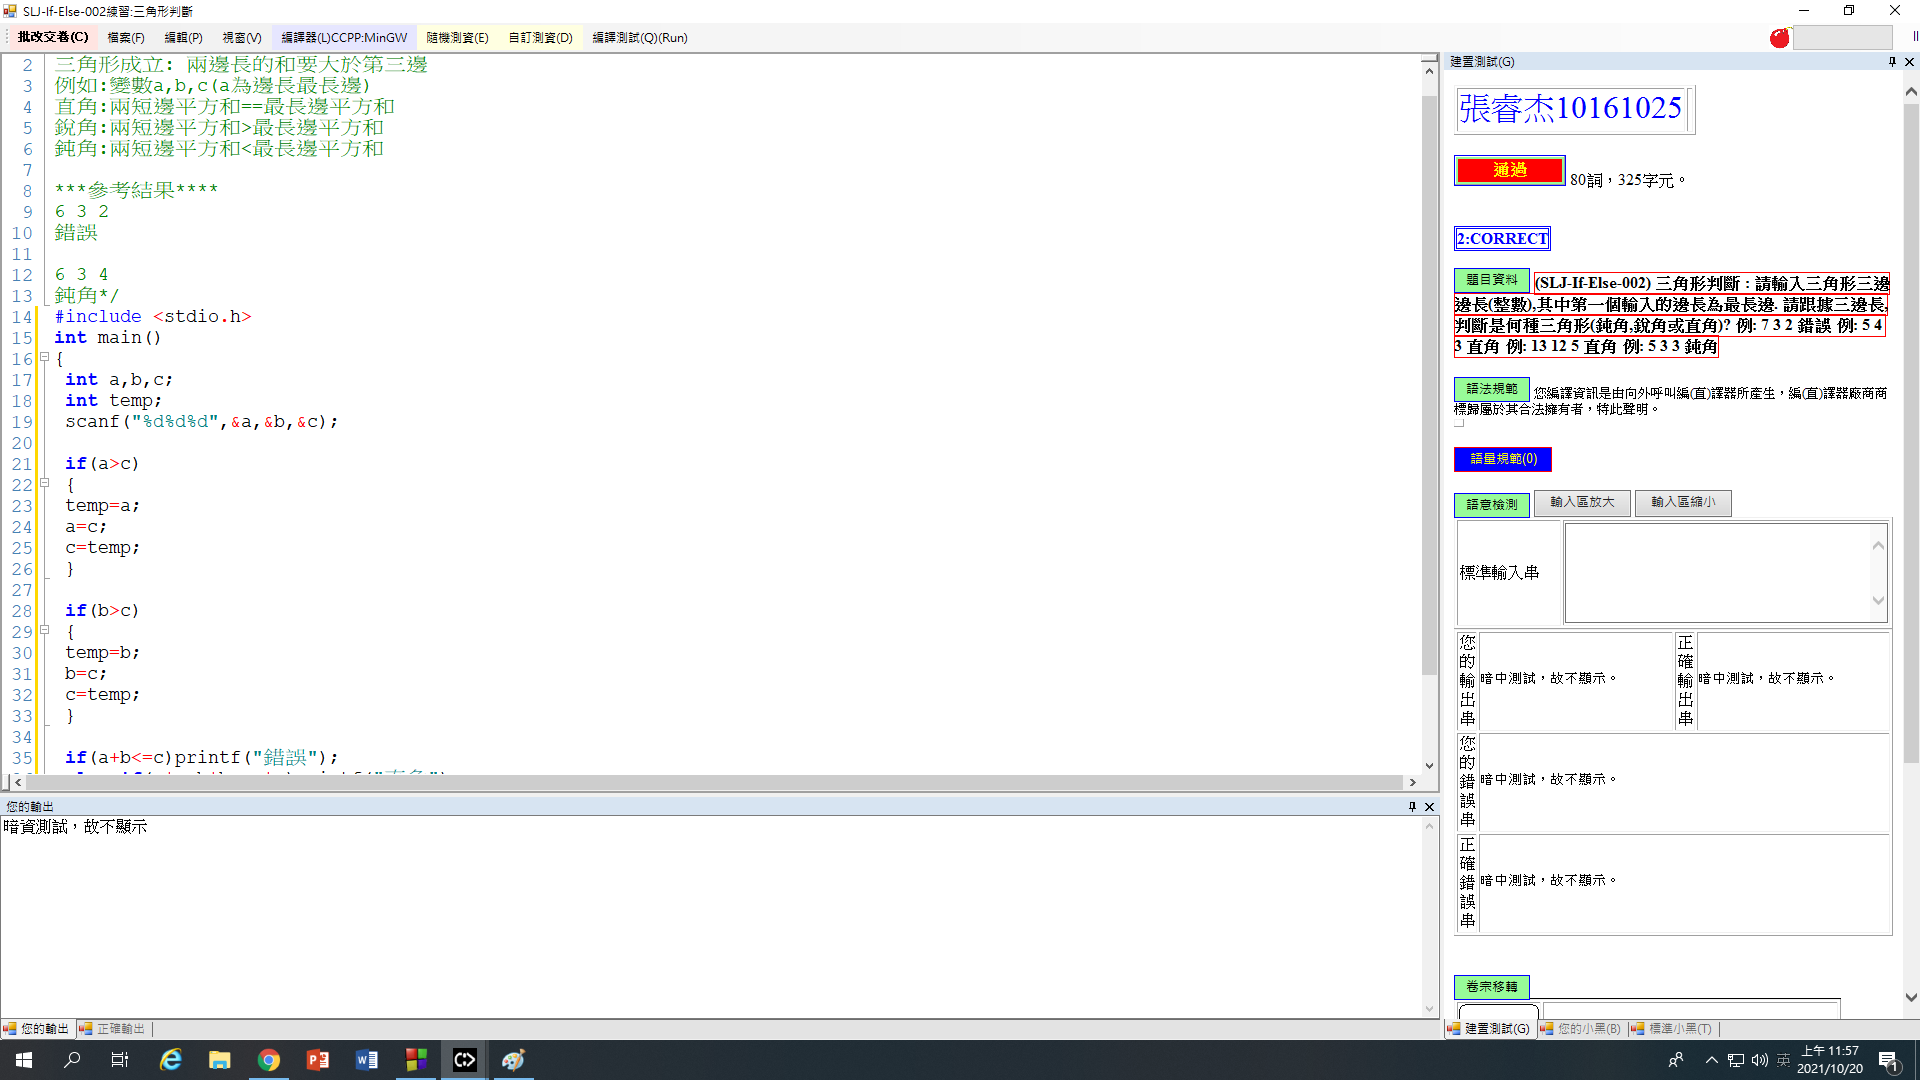 SLJ-If-Else-002練習:三角形判斷
批改交卷(C) 檔案(F) 編輯(P) 視窗(V) 編譯器(L)CCPP:MinGW 隨機測資(E) 自訂測資(D) 編譯測試(Q)(Run)
2 三角形成立: 兩邊長的和要大於第三邊
3 例如:變數a,b,c(a為邊長最長邊)
4 直角:兩短邊平方和==最長邊平方和
5 銳角:兩短邊平方和>最長邊平方和
6 鈍角:兩短邊平方和<最長邊平方和
7
8 ***參考結果****
9 6 3 2
10 錯誤
11
12 6 3 4
13 鈍角*/
14 #include <stdio.h>
15 int main()
16 {
17 int a,b,c;
18 int temp;
19 scanf("%d%d%d",&a,&b,&c);
20
21 if(a>c)
22 {
23 temp=a;
24 a=c;
25 c=temp;
26 }
27
28 if(b>c)
29 {
30 temp=b;
31 b=c;
32 c=temp;
33 }
34
35 if(a+b<=c)printf("錯誤");
您的輸出
暗資測試，故不顯示
您的輸出 正確輸出
建置測試(G)
張睿杰10161025
通過 80詞，325字元。
2:CORRECT
題目資料 (SLJ-If-Else-002) 三角形判斷 : 請輸入三角形三邊
邊長(整數),其中第一個輸入的邊長為最長邊. 請跟據三邊長,
判斷是何種三角形(鈍角,銳角或直角)? 例: 7 3 2 錯誤 例: 5 4
3 直角 例: 13 12 5 直角 例: 5 3 3 鈍角
語法規範 您編譯資訊是由向外呼叫編(直)譯器所產生，編(直)譯器廠商商
標歸屬於其合法擁有者，特此聲明。
語量規範(0)
語意檢測 輸入區放大 輸入區縮小
標準輸入串
您的輸出串 暗中測試，故不顯示。 正確輸出串 暗中測試，故不顯示。
您的錯誤串 暗中測試，故不顯示。
正確錯誤串 暗中測試，故不顯示。
卷宗移轉
建置測試(G) 您的小黑(B) 標準小黑(T)
英
上午 11:57
2021/10/20
1